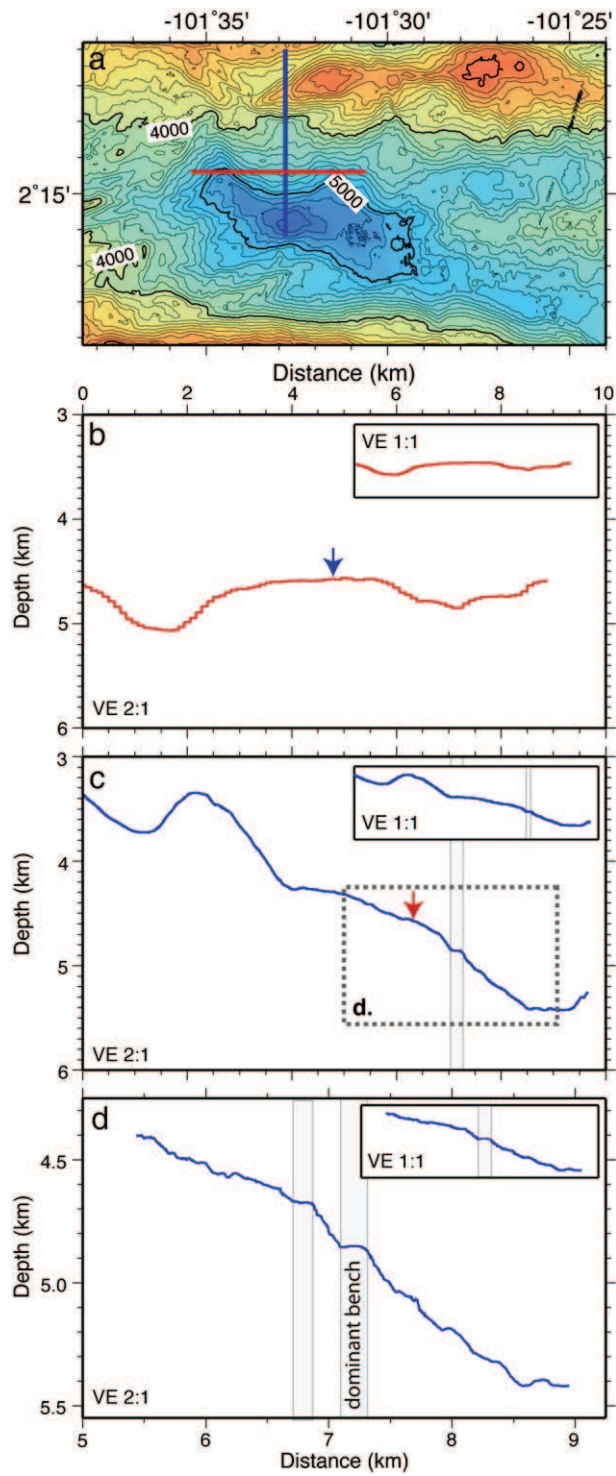 -101°35' -101°30' -101°25'
a
4000
2°15'
5000
4000
Distance (km)
0 2 4 6 8 10
3
b
VE 1:1
4
Depth (km)
5
VE 2:1
6
3
c
VE 1:1
4
Depth (km)
5
d.
VE 2:1
6
d
VE 1:1
4.5
Depth (km)
5.0
dominant bench
VE 2:1
5.5
5 6 7 8 9
Distance (km)